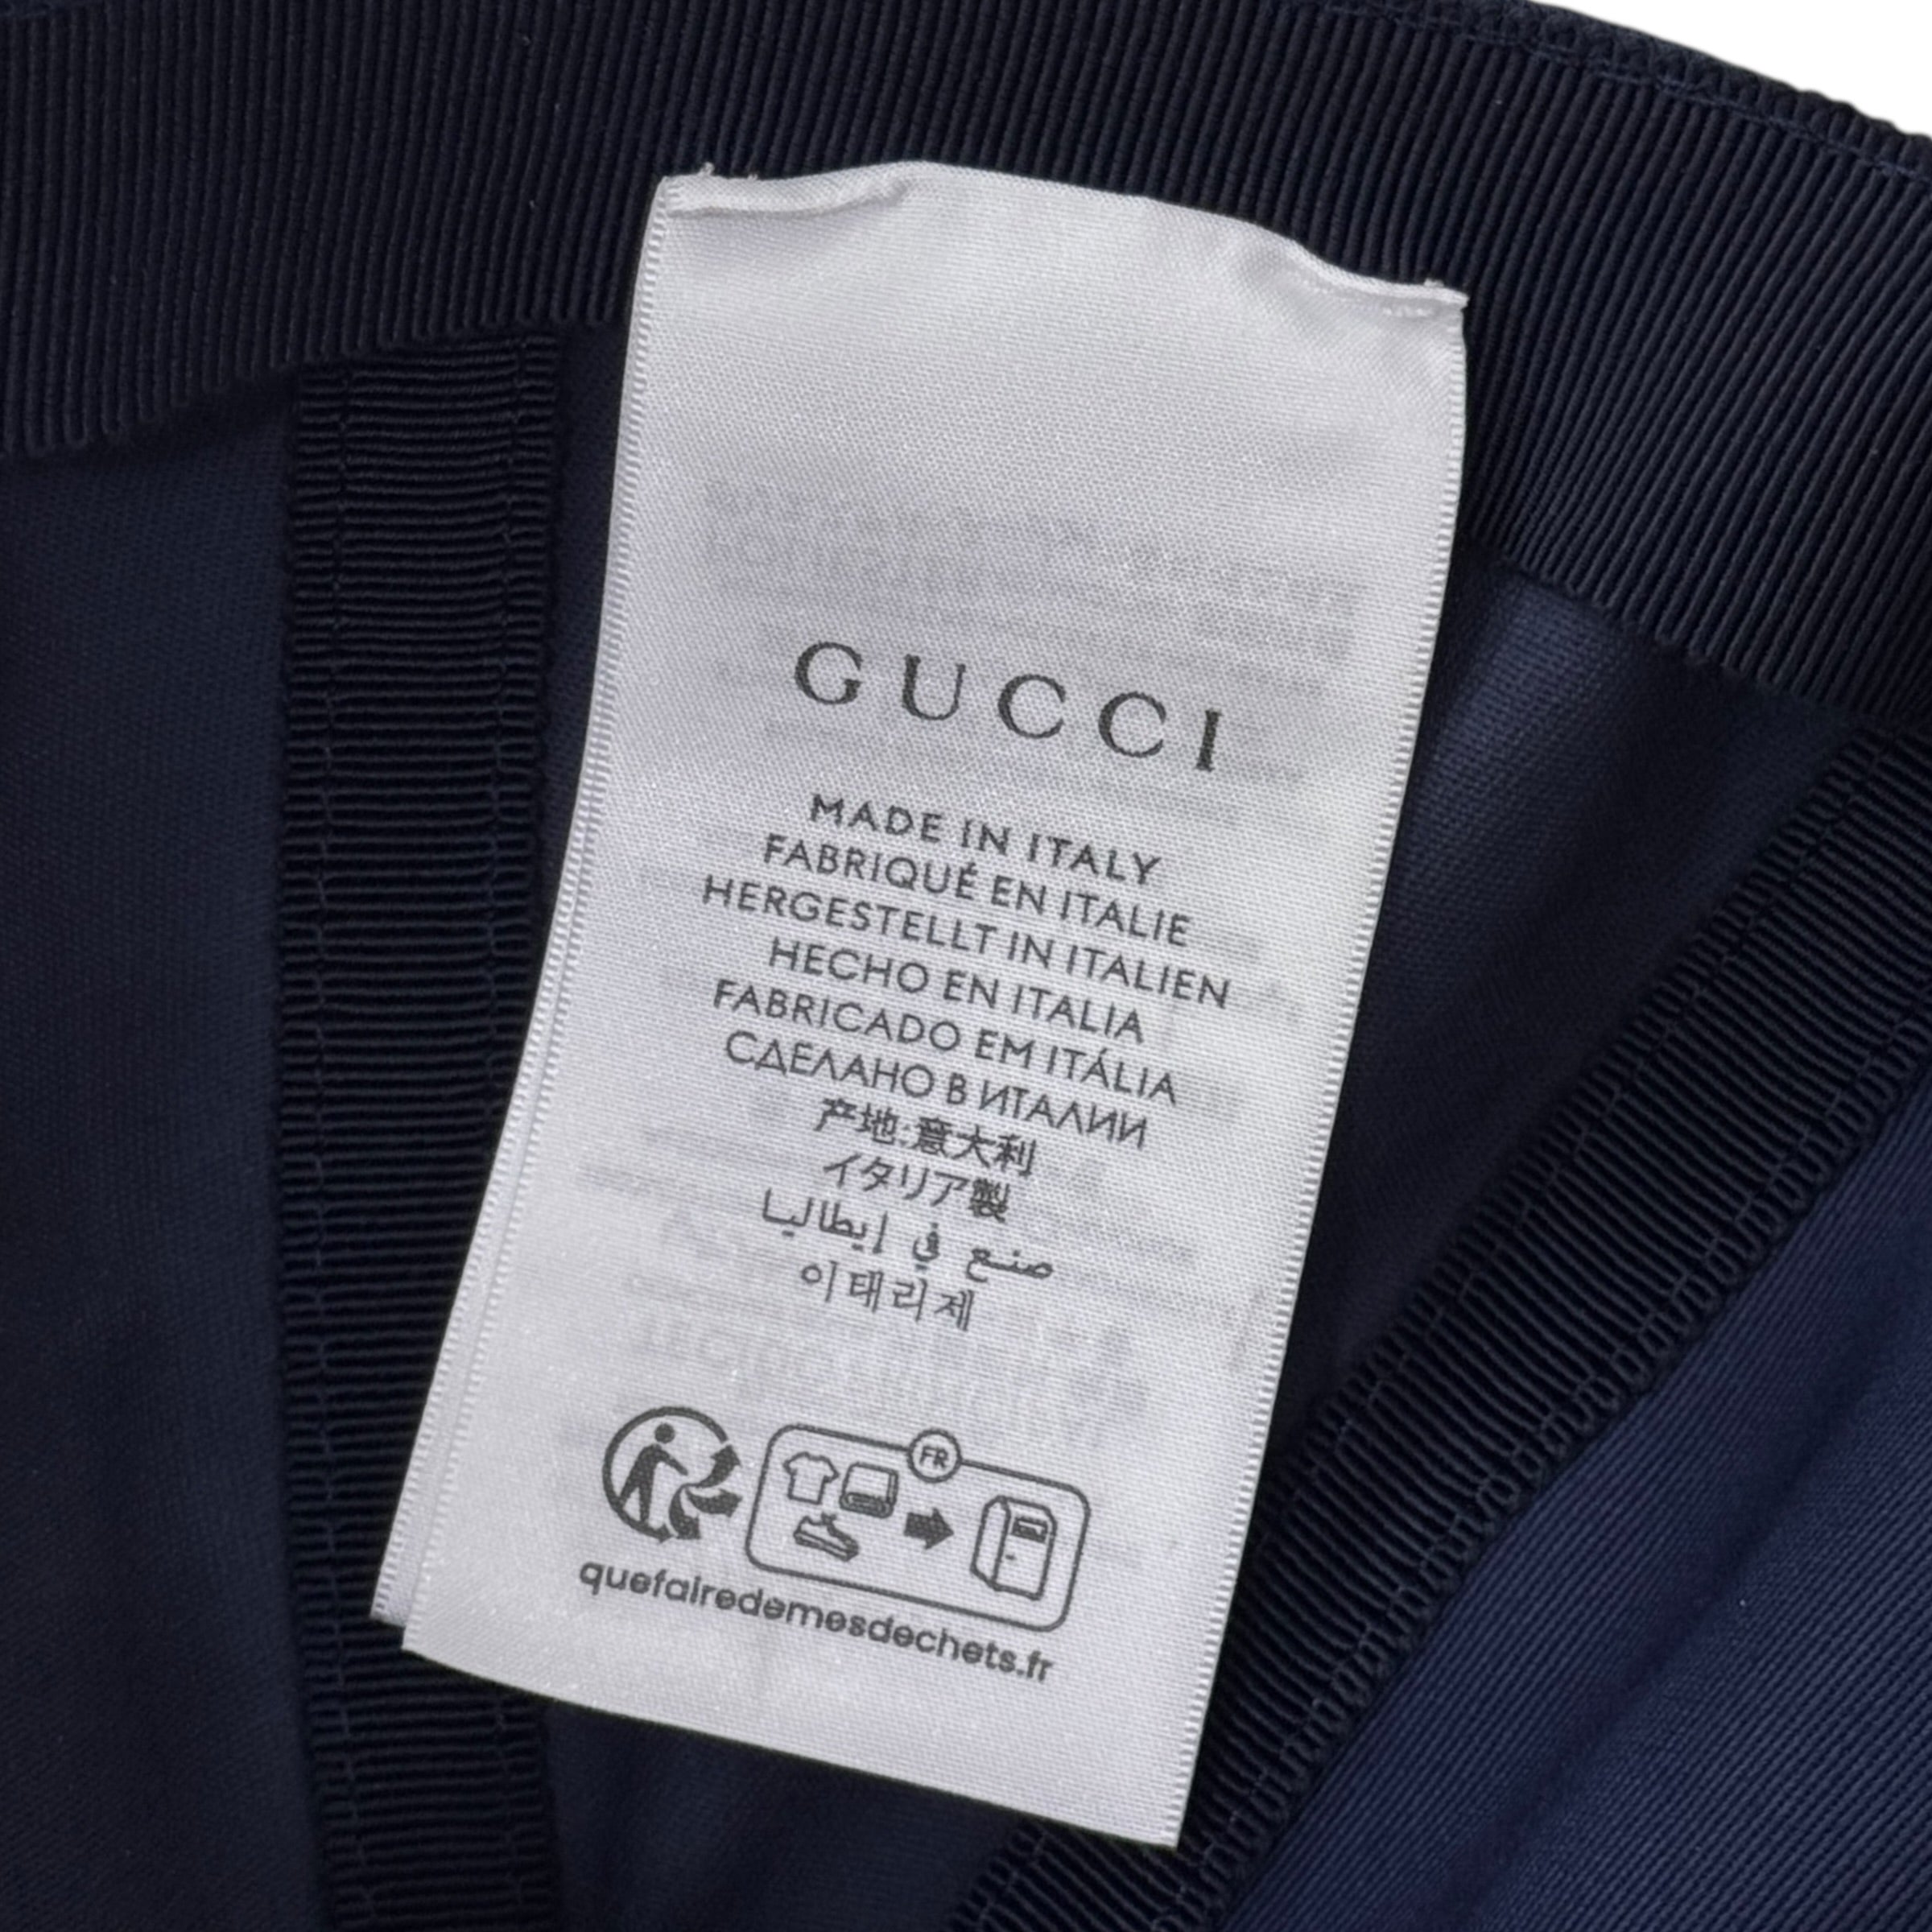 GUCCI
MADE IN ITALY
FABRIQUÉ EN ITALIE
HERGESTELLT IN ITALIEN
HECHO EN ITALIA
FABRICADO EM ITÁLIA
СДЕЛАНО В ИТАЛИИ
产地:意大利
イタリア製
صنع في إيطاليا
이태리제
FR
quefairedemesdechets.fr